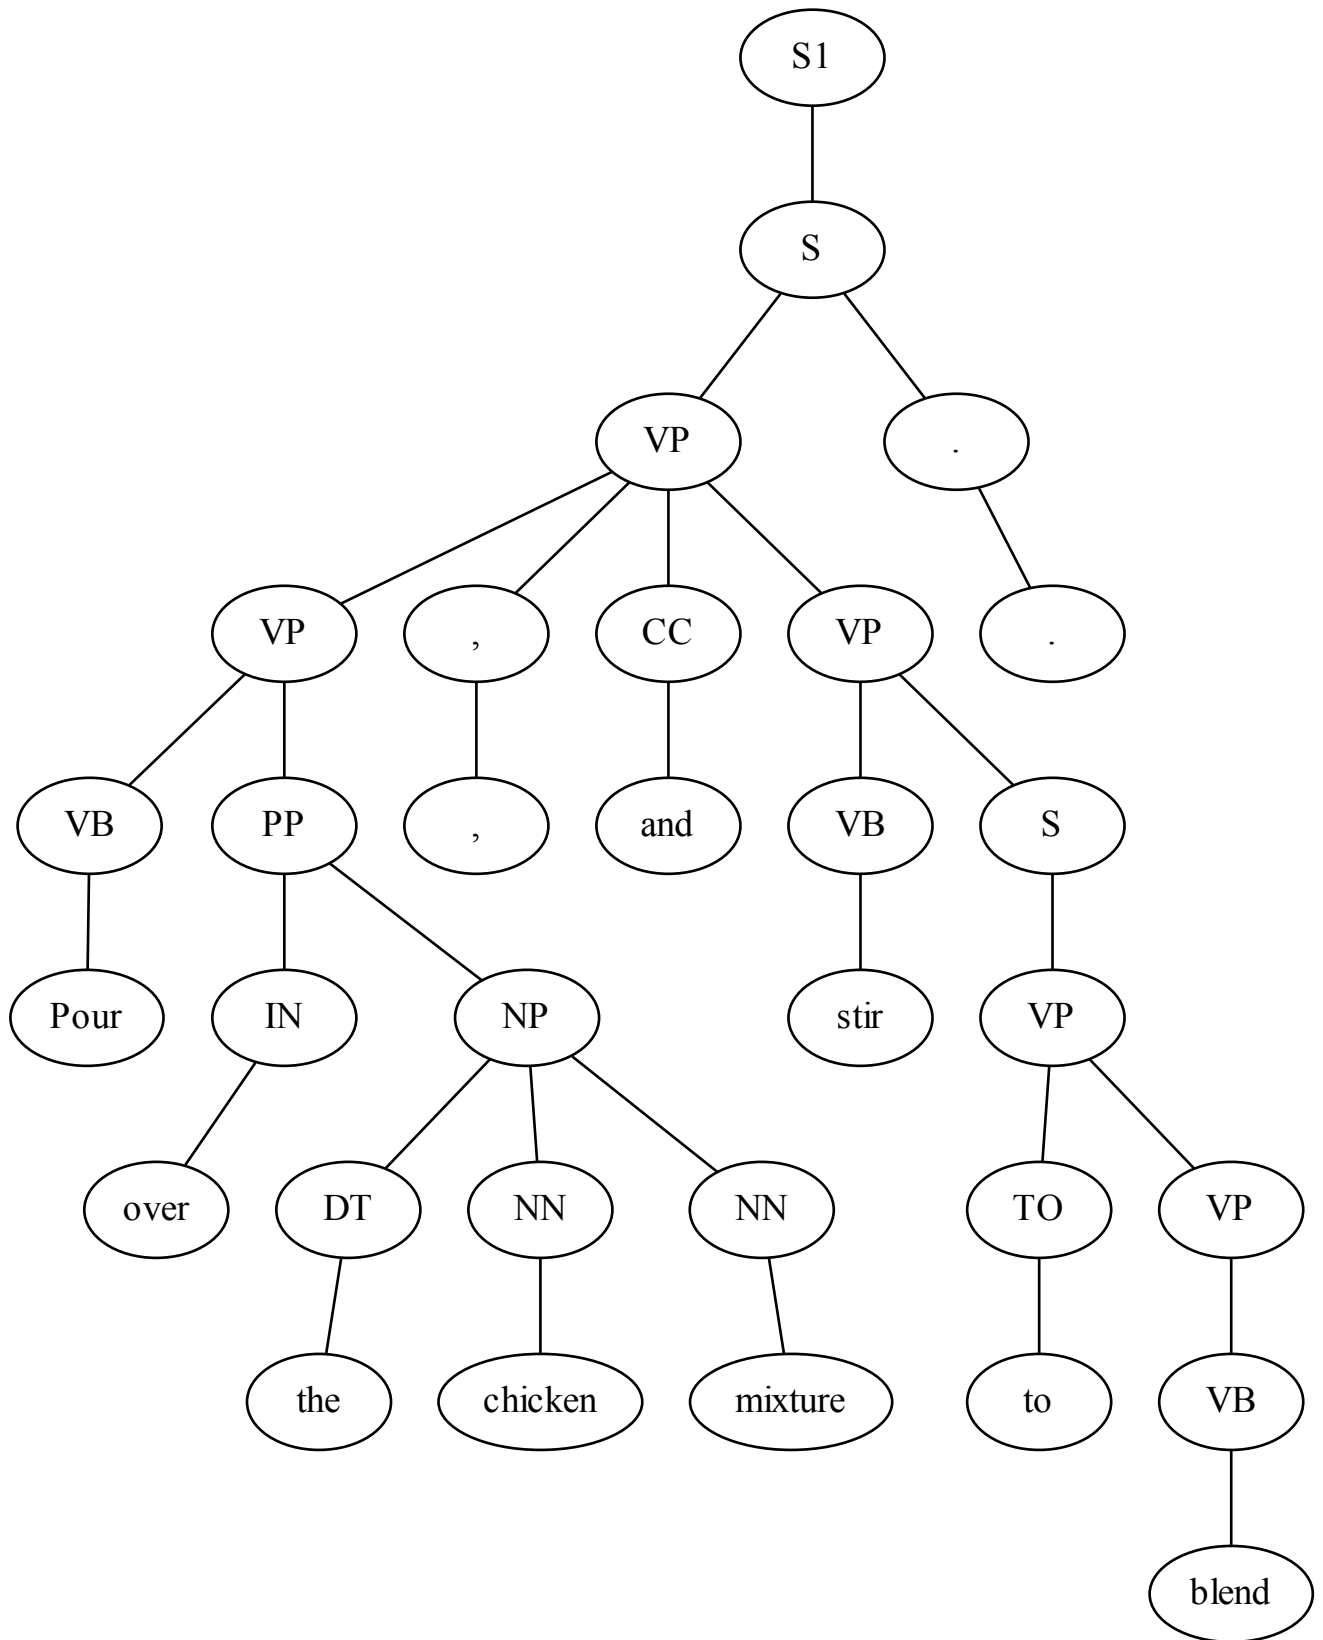 S1
S
VP .
VP , CC VP .
VB PP , and VB S
Pour IN NP stir VP
over DT NN NN TO VP
the chicken mixture to VB
blend